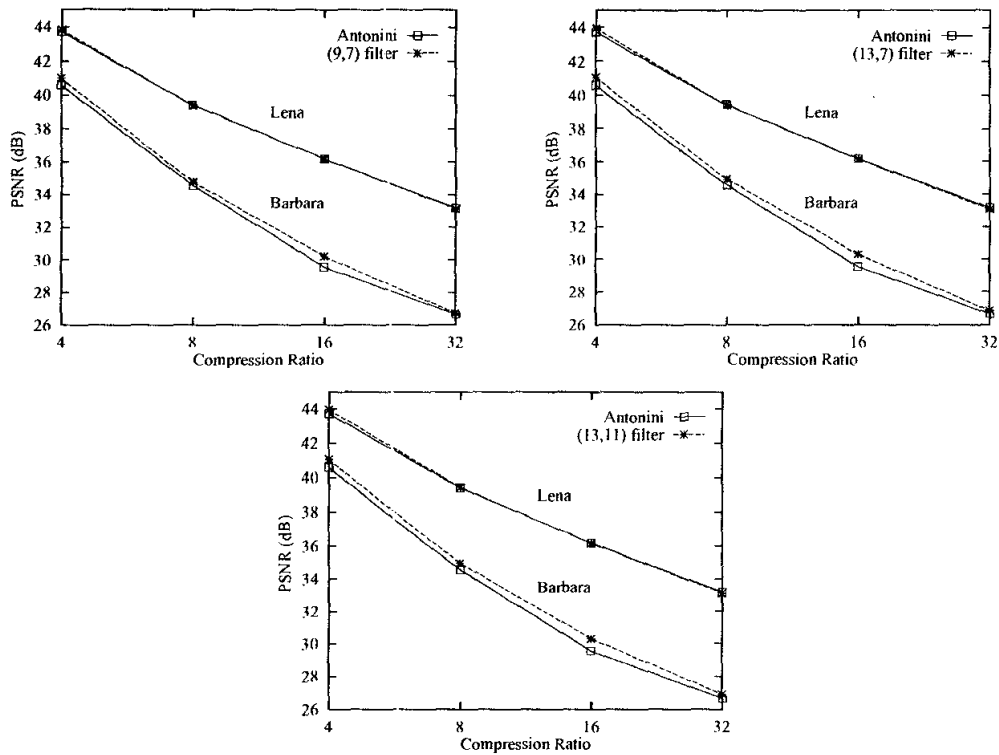 44
42
40
38
36
34
32
30
28
26
PSNR (dB)
Antonini
(9,7) filter
Lena
Barbara
4
8
16
32
Compression Ratio
44
42
40
38
36
34
32
30
28
26
PSNR (dB)
Antonini
(13,7) filter
Lena
Barbara
4
8
16
32
Compression Ratio
44
42
40
38
36
34
32
30
28
26
PSNR (dB)
Antonini
(13,11) filter
Lena
Barbara
4
8
16
32
Compression Ratio